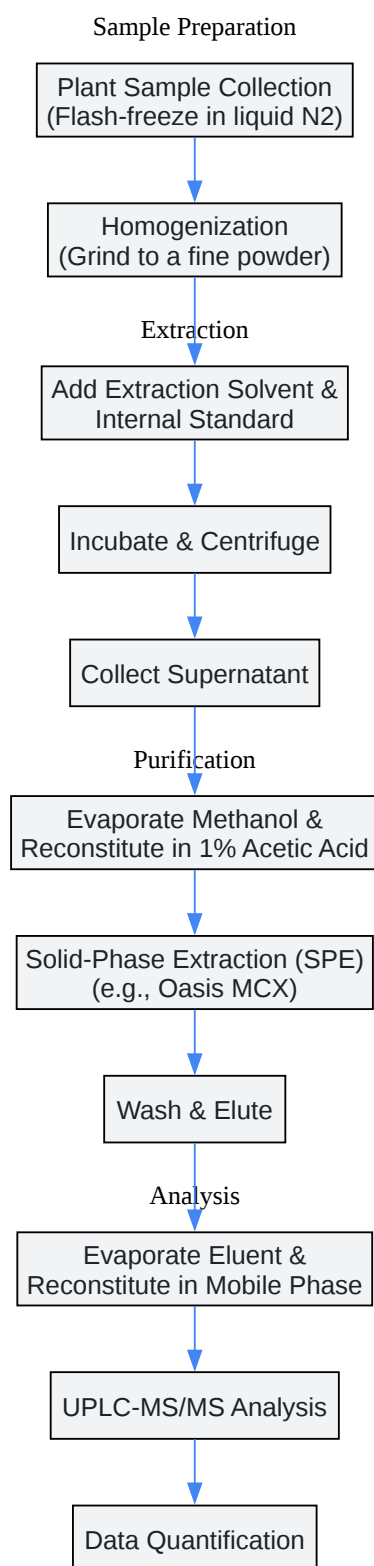 Sample Preparation
Plant Sample Collection
(Flash-freeze in liquid N2)
Homogenization
(Grind to a fine powder)
Extraction
Add Extraction Solvent &
Internal Standard
Incubate & Centrifuge
Collect Supernatant
Purification
Evaporate Methanol &
Reconstitute in 1% Acetic Acid
Solid-Phase Extraction (SPE)
(e.g., Oasis MCX)
Wash & Elute
Analysis
Evaporate Eluent &
Reconstitute in Mobile Phase
UPLC-MS/MS Analysis
Data Quantification